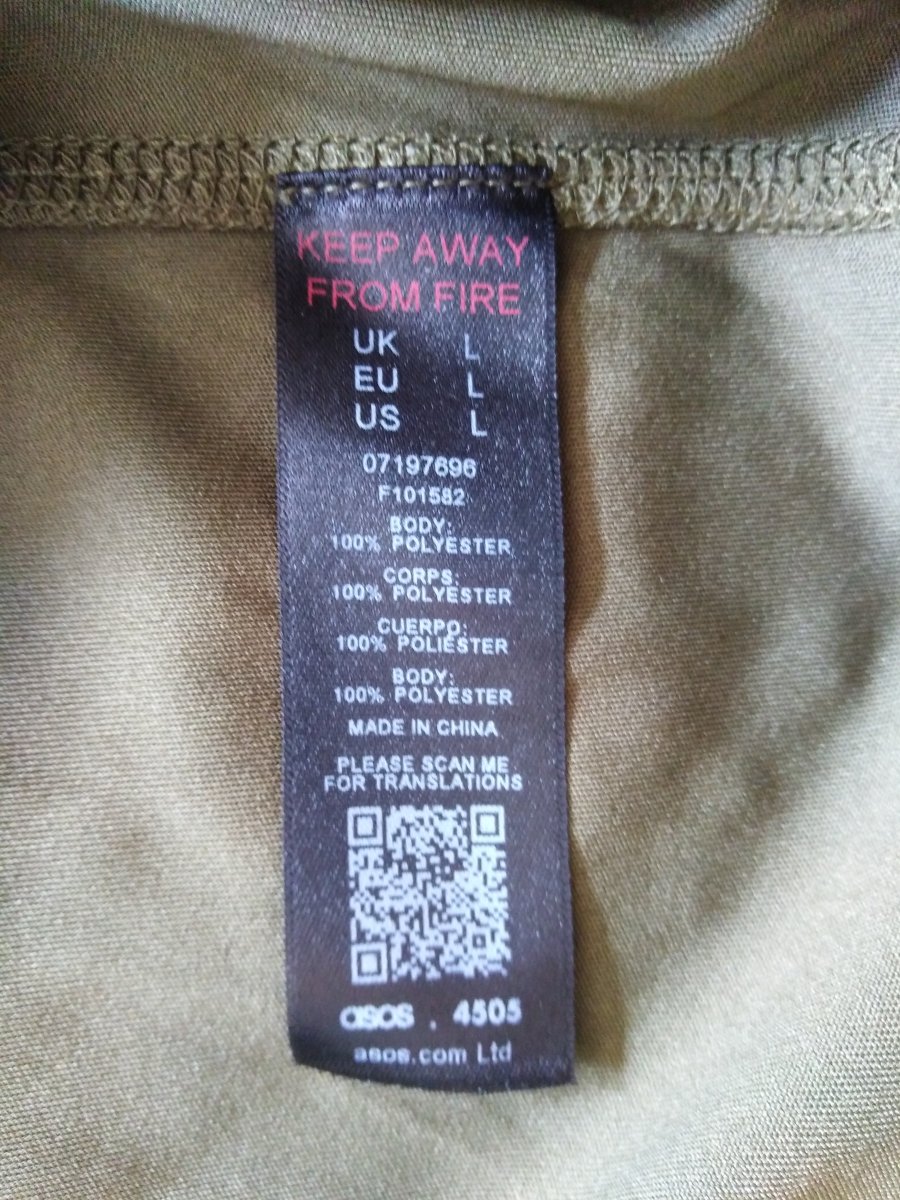 KEEP AWAY
FROM FIRE
UK L
EU L
US L
07197696
F101582
BODY:
100% POLYESTER
CORPS:
100% POLYESTER
CUERPO:
100% POLIÉSTER
BODY:
100% POLYESTER
MADE IN CHINA
PLEASE SCAN ME
FOR TRANSLATIONS
asos . 4505
asos.com Ltd